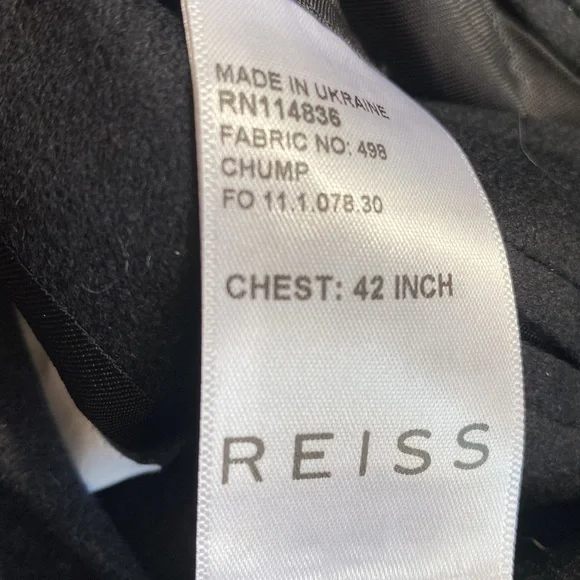 MADE IN UKRAINE
RN114836
FABRIC NO: 498
CHUMP
FO 11.1.078.30
CHEST: 42 INCH
REISS